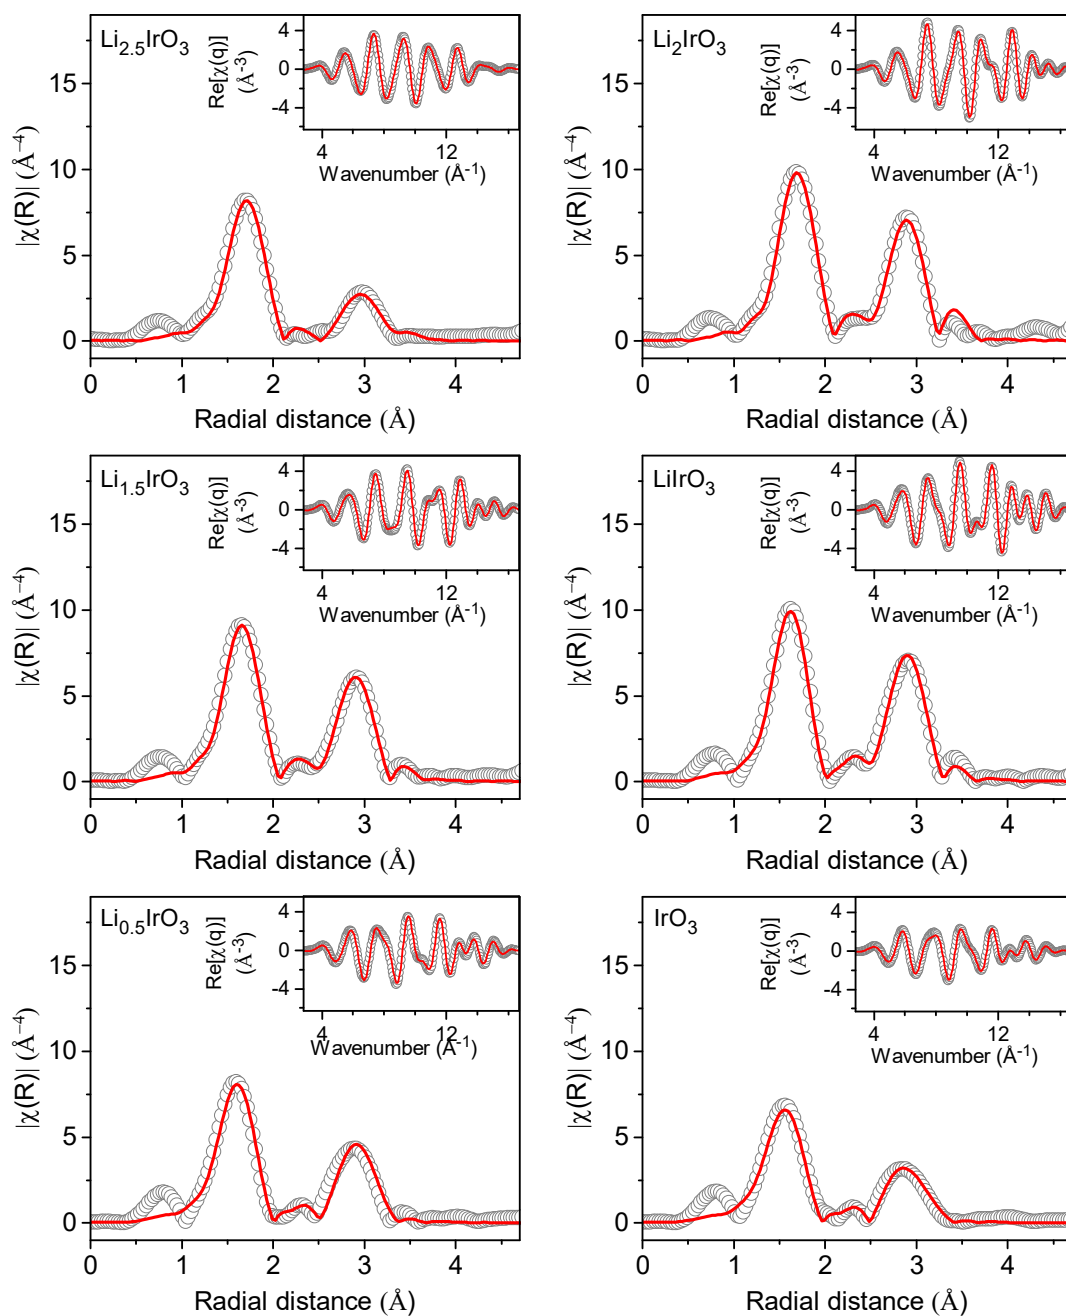 Li2.5IrO3
|χ(R)| (Å−4)
15
10
5
0
0 1 2 3 4
Radial distance (Å)
Re[χ(q)]
(Å-3)
4
0
-4
4 12
Wavenumber (Å-1)
Li2IrO3
|χ(R)| (Å−4)
15
10
5
0
0 1 2 3 4
Radial distance (Å)
Re[χ(q)]
(Å-3)
4
0
-4
4 12
Wavenumber (Å-1)
Li1.5IrO3
|χ(R)| (Å−4)
15
10
5
0
0 1 2 3 4
Radial distance (Å)
Re[χ(q)]
(Å-3)
4
0
-4
4 12
Wavenumber (Å-1)
LiIrO3
|χ(R)| (Å−4)
15
10
5
0
0 1 2 3 4
Radial distance (Å)
Re[χ(q)]
(Å-3)
4
0
-4
4 12
Wavenumber (Å-1)
Li0.5IrO3
|χ(R)| (Å−4)
15
10
5
0
0 1 2 3 4
Radial distance (Å)
Re[χ(q)]
(Å-3)
4
0
-4
4 12
Wavenumber (Å-1)
IrO3
|χ(R)| (Å−4)
15
10
5
0
0 1 2 3 4
Radial distance (Å)
Re[χ(q)]
(Å-3)
4
0
-4
4 12
Wavenumber (Å-1)